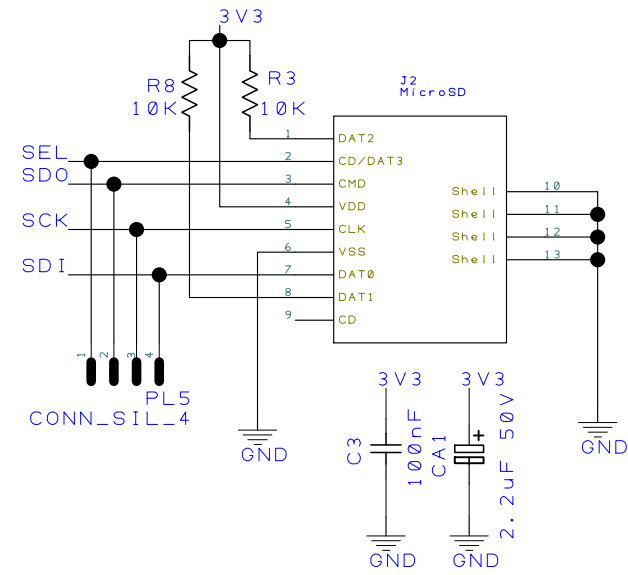 3V3
R8
10K
R3
10K
J2
MicroSD
1
DAT2
SEL
2
CD/DAT3
SDO
3
CMD
4
VDD
SCK
5
CLK
6
VSS
SDI
7
DAT0
8
DAT1
9
CD
Shell
10
Shell
11
Shell
12
Shell
13
1
2
3
4
PL5
CONN_SIL_4
GND
3V3
C3
100nF
GND
3V3
CA1
+
2.2uF 50V
GND
GND